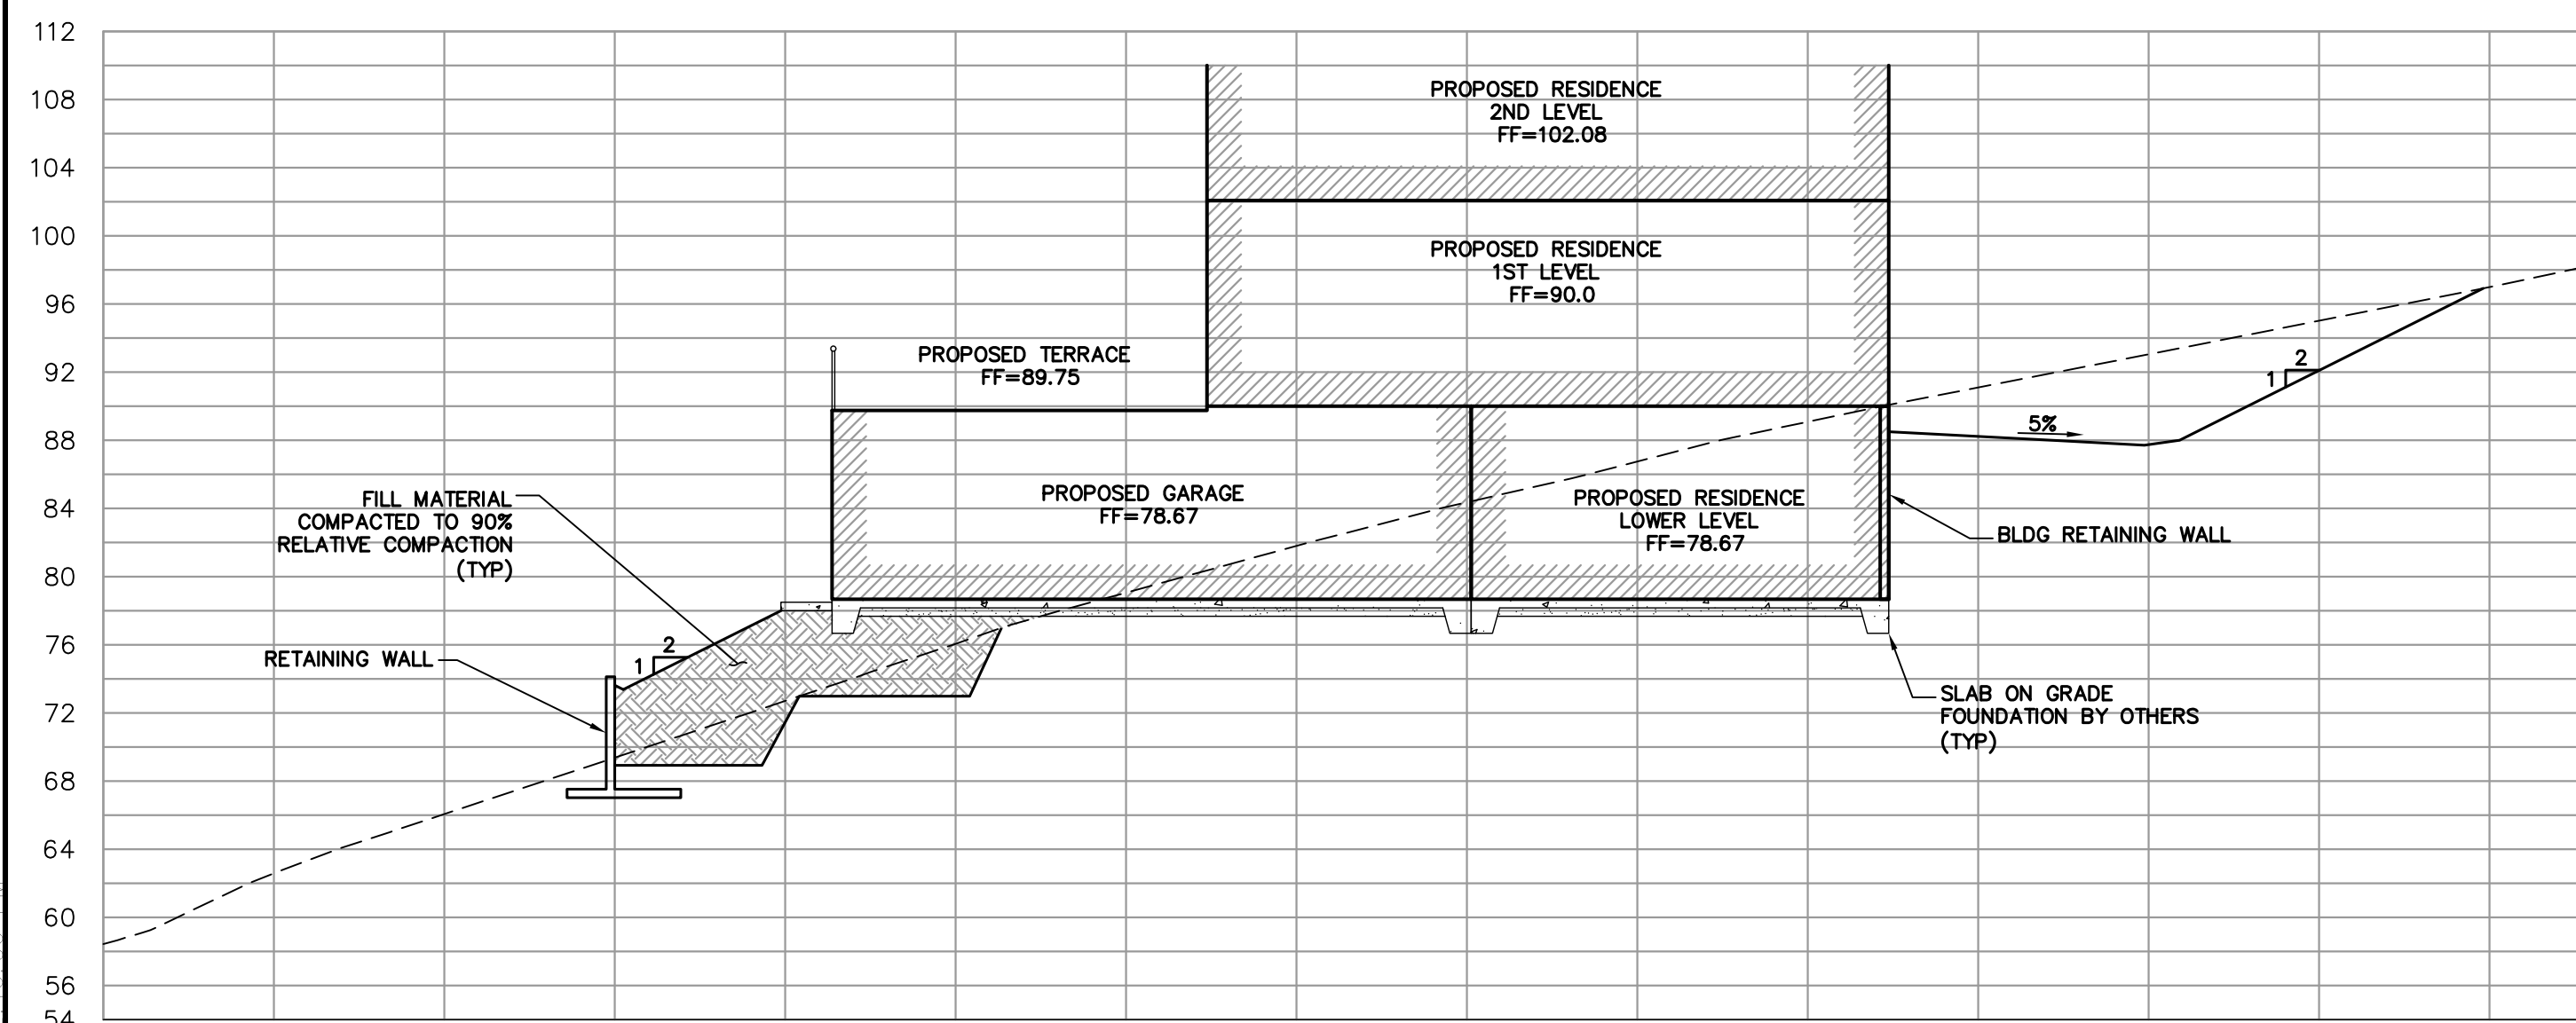 112
108
104
100
96
92
88
84
80
76
72
68
64
60
56
54
PROPOSED RESIDENCE
2ND LEVEL
FF=102.08
PROPOSED RESIDENCE
1ST LEVEL
FF=90.0
PROPOSED TERRACE
FF=89.75
2
1
5%
FILL MATERIAL
COMPACTED TO 90%
RELATIVE COMPACTION
(TYP)
PROPOSED GARAGE
FF=78.67
PROPOSED RESIDENCE
LOWER LEVEL
FF=78.67
BLDG RETAINING WALL
2
1
RETAINING WALL
SLAB ON GRADE
FOUNDATION BY OTHERS
(TYP)